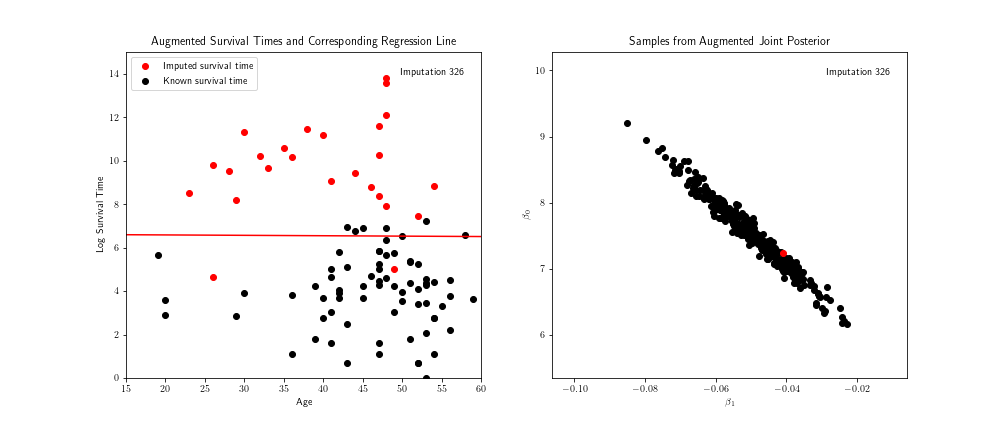 Augmented Survival Times and Corresponding Regression Line
Imputed survival time
Known survival time
Imputation 326
Log Survival Time
14
12
10
8
6
4
2
0
15 20 25 30 35 40 45 50 55 60
Age
Samples from Augmented Joint Posterior
Imputation 326
β₀
10
9
8
7
6
−0.10 −0.08 −0.06 −0.04 −0.02
β₁